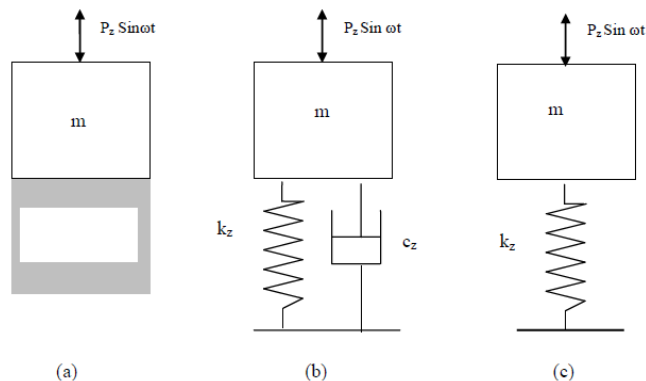 P_z Sinωt
P_z Sin ωt
P_z Sin ωt
m
m
m
k_z
c_z
k_z
(a)
(b)
(c)